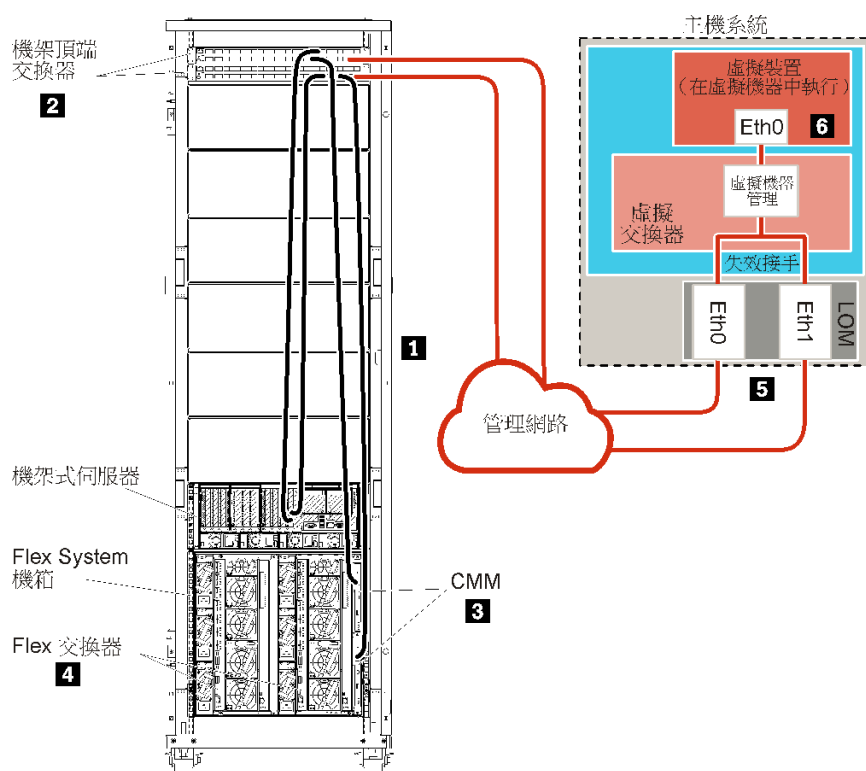 機架頂端
交換器
2
主機系統
虛擬裝置
（在虛擬機器中執行）
Eth0
6
虛擬機器
管理
虛擬
交換器
失效接手
Eth0
Eth1
LOM
5
1
管理網路
機架式伺服器
Flex System
機箱
CMM
3
Flex 交換器
4